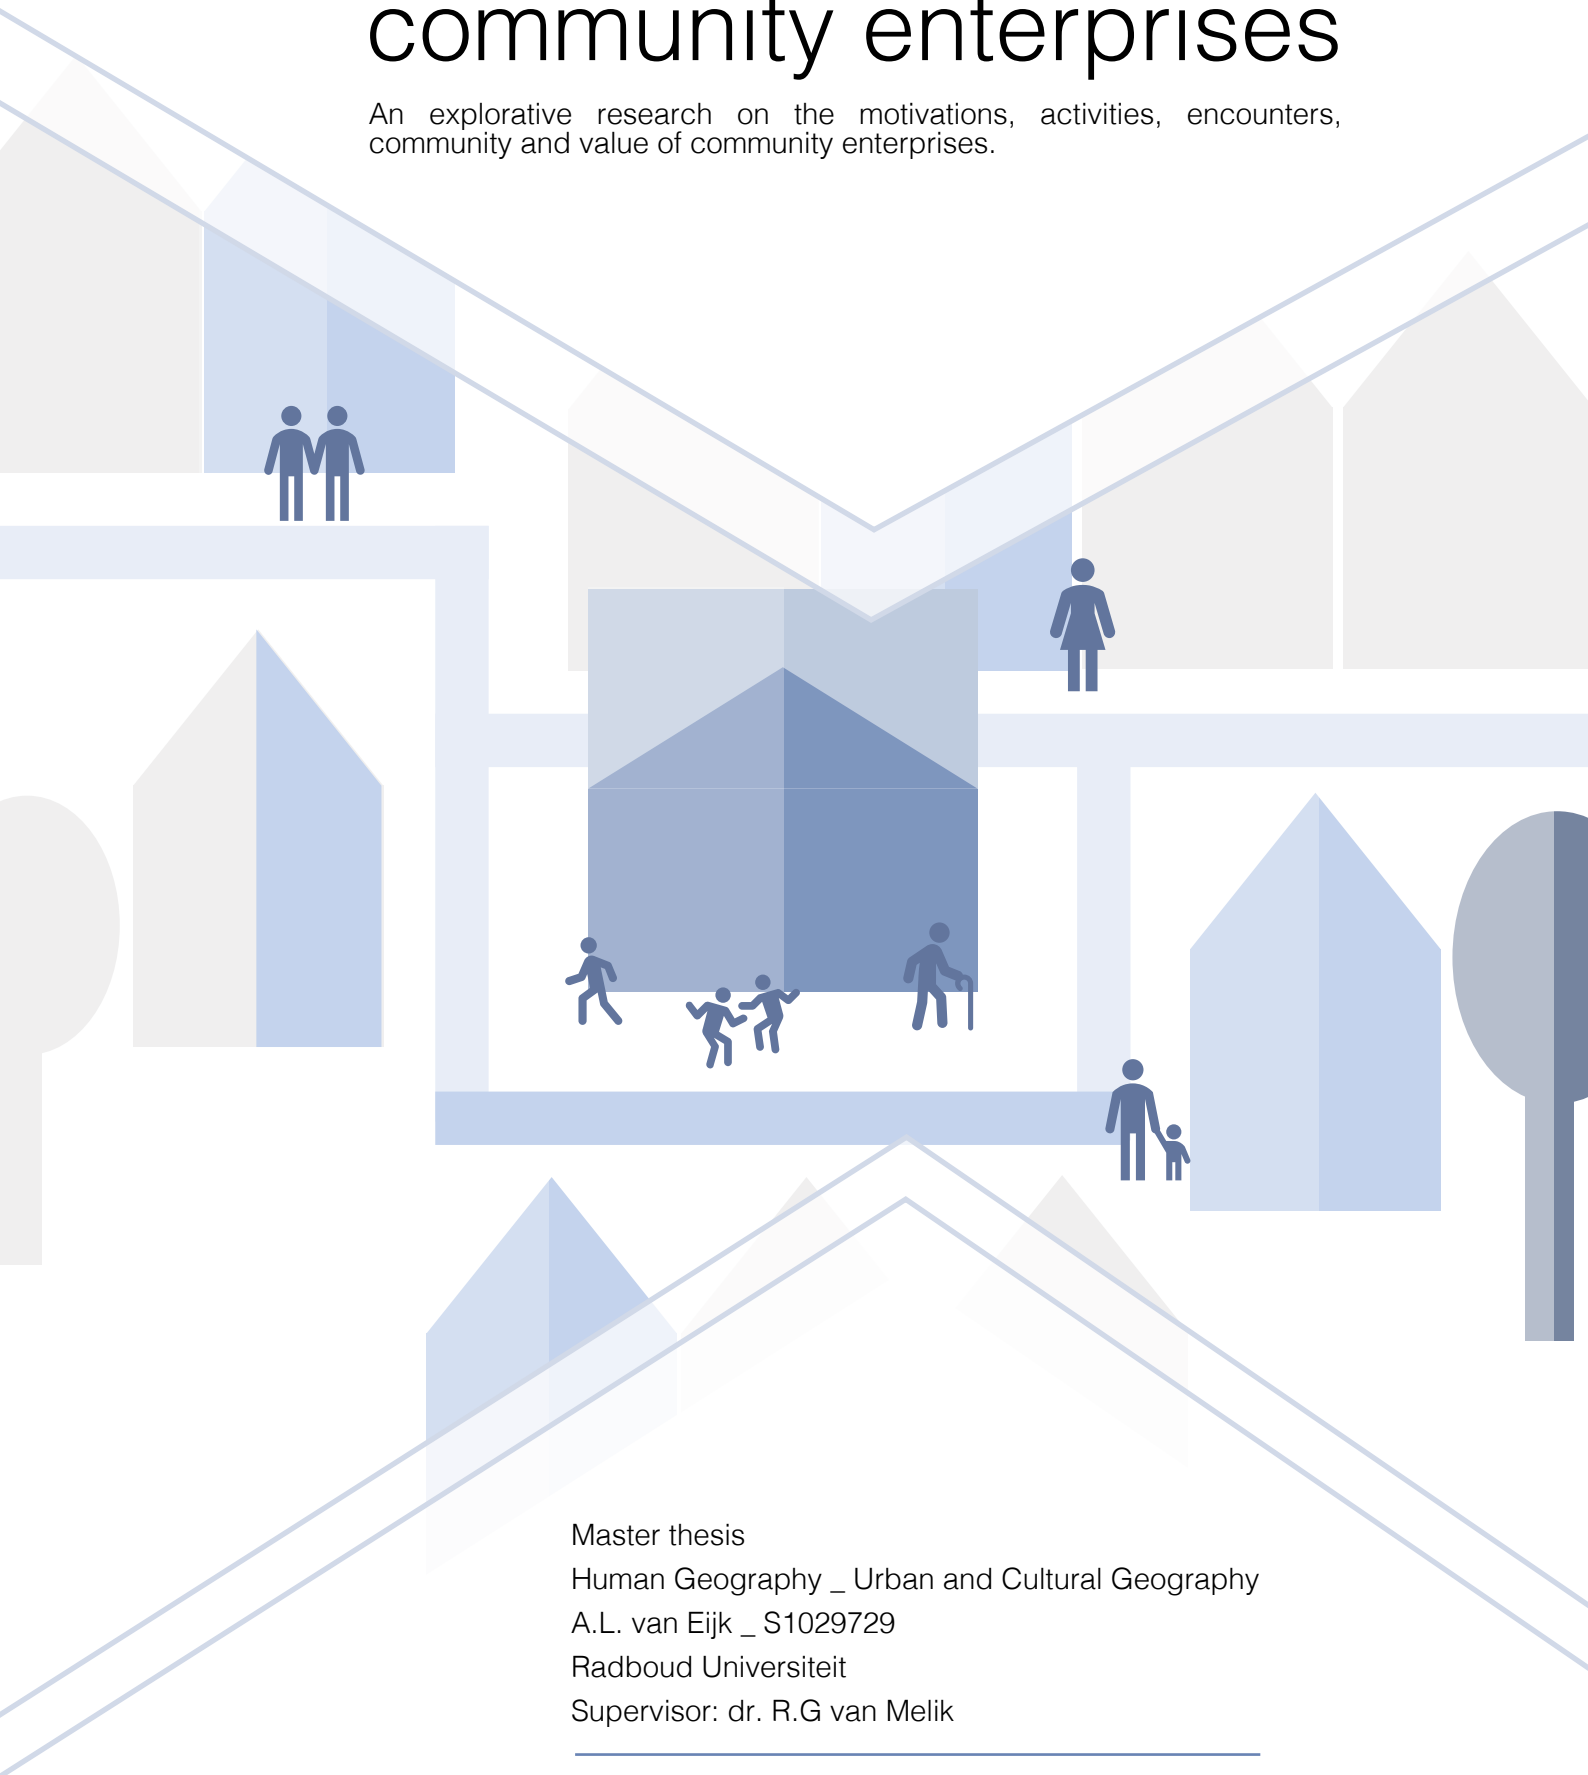 community enterprises
An explorative research on the motivations, activities, encounters,
community and value of community enterprises.
Master thesis
Human Geography _ Urban and Cultural Geography
A.L. van Eijk _ S1029729
Radboud Universiteit
Supervisor: dr. R.G van Melik